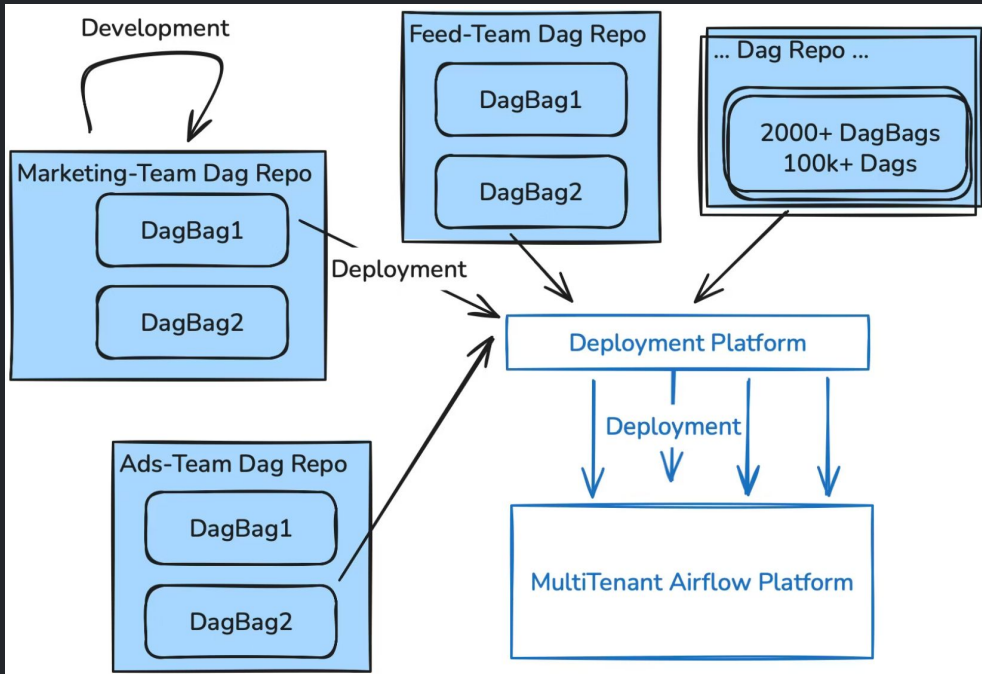 Development
Marketing-Team Dag Repo
DagBag1
DagBag2
Deployment
Feed-Team Dag Repo
DagBag1
DagBag2
... Dag Repo ...
2000+ DagBags
100k+ Dags
Deployment Platform
Deployment
MultiTenant Airflow Platform
Ads-Team Dag Repo
DagBag1
DagBag2